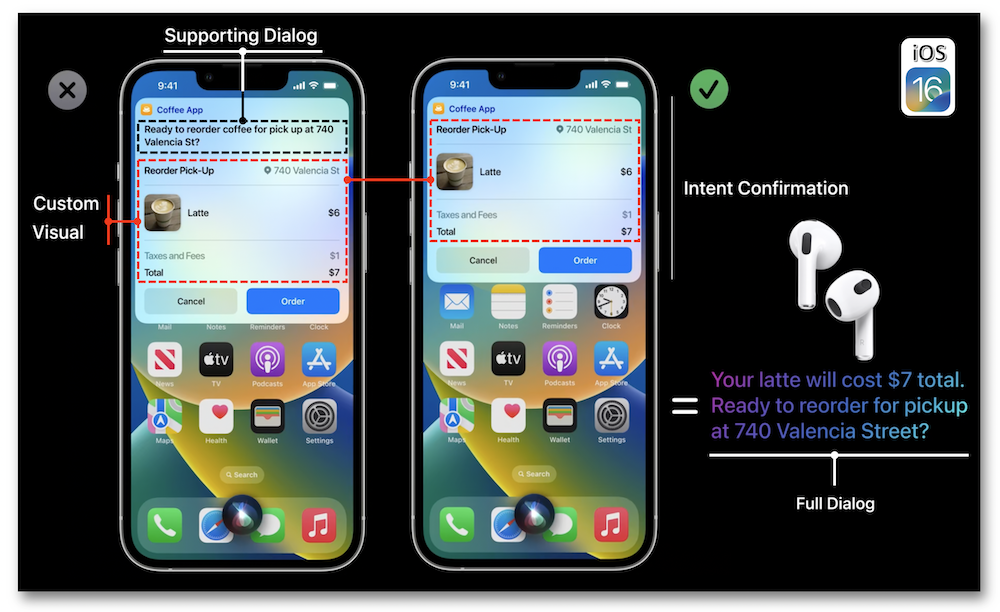 Supporting Dialog
iOS
16
9:41
Coffee App
Ready to reorder coffee for pick up at 740
Valencia St?
Reorder Pick-Up 740 Valencia St
Latte $6
Taxes and Fees $1
Total $7
Cancel Order
Mail Notes Reminders Clock
News TV Podcasts App Store
Maps Health Wallet Settings
Search
Custom
Visual
9:41
Coffee App
Reorder Pick-Up 740 Valencia St
Latte $6
Taxes and Fees $1
Total $7
Cancel Order
Mail Notes Reminders Clock
tv
News TV Podcasts App Store
Maps Health Wallet Settings
Search
Intent Confirmation
=
Your latte will cost $7 total.
Ready to reorder for pickup
at 740 Valencia Street?
Full Dialog